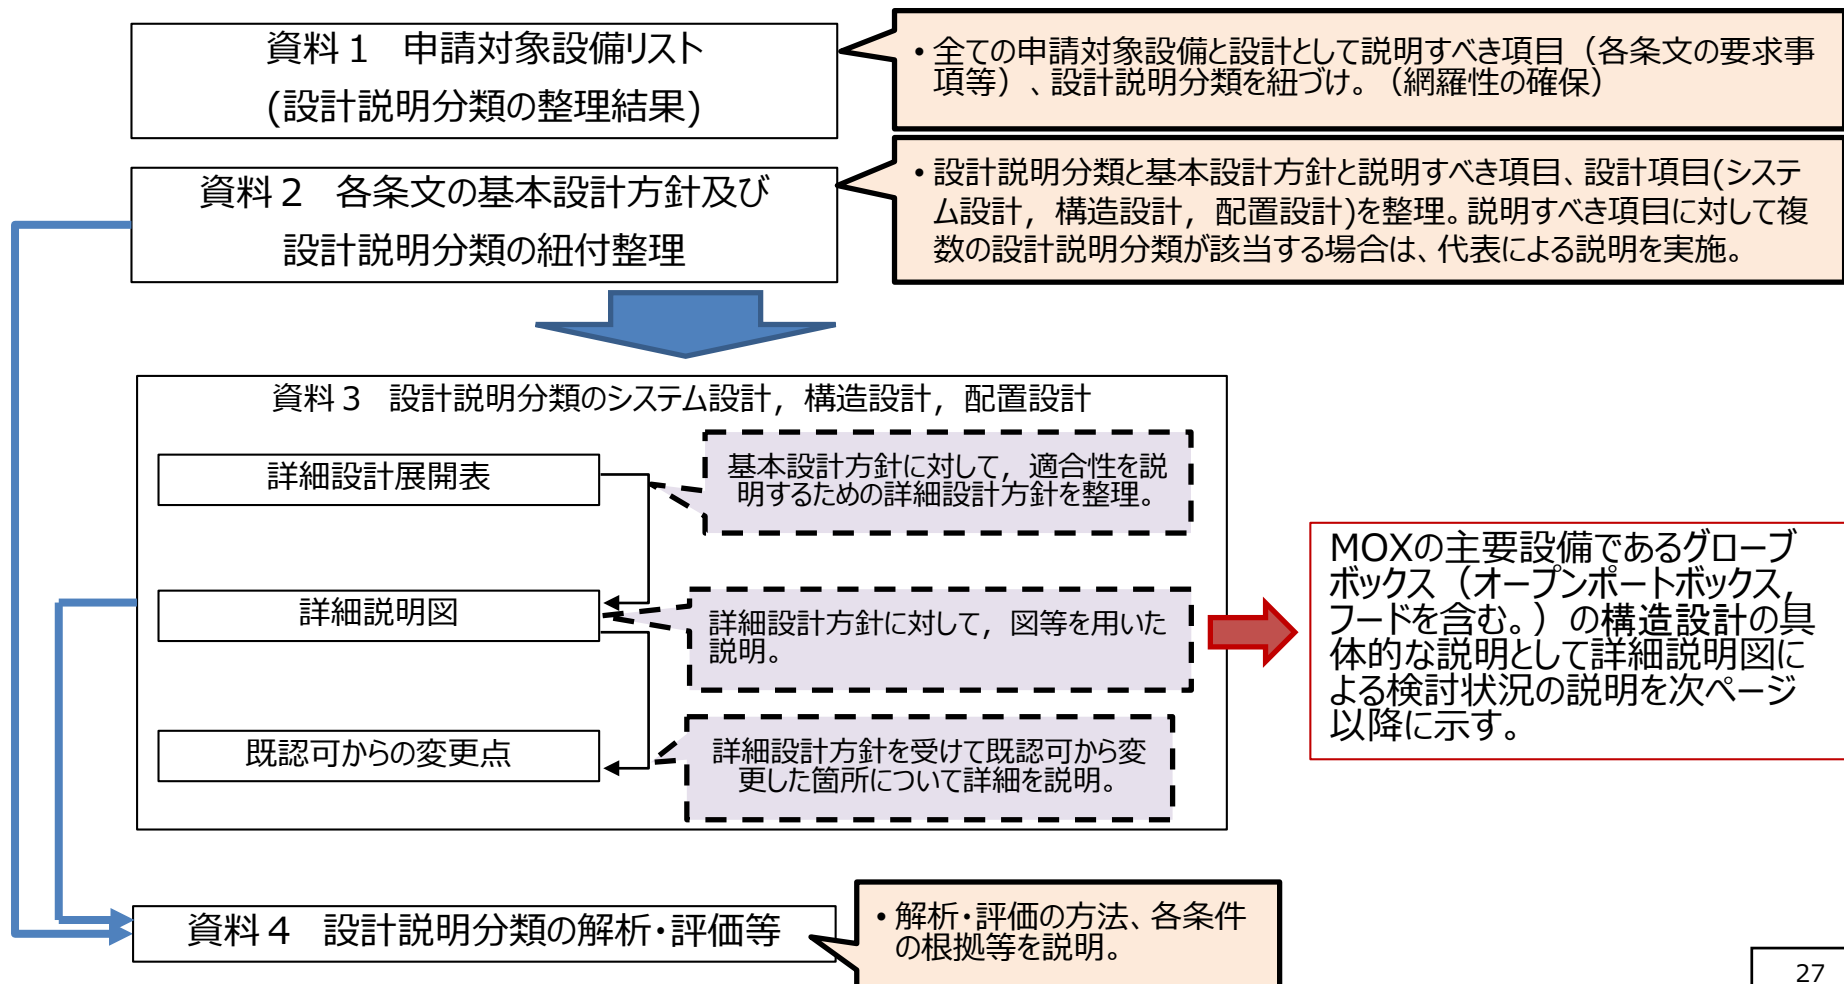 資料１　申請対象設備リスト
(設計説明分類の整理結果)
• 全ての申請対象設備と設計として説明すべき項目（各条文の要求事
項等）、設計説明分類を紐づけ。（網羅性の確保）
資料２　各条文の基本設計方針及び
設計説明分類の紐付整理
• 設計説明分類と基本設計方針と説明すべき項目、設計項目(システ
ム設計，構造設計，配置設計)を整理。説明すべき項目に対して複
数の設計説明分類が該当する場合は、代表による説明を実施。
資料３　設計説明分類のシステム設計，構造設計，配置設計
詳細設計展開表
基本設計方針に対して，適合性を説
明するための詳細設計方針を整理。
詳細説明図
詳細設計方針に対して，図等を用いた
説明。
既認可からの変更点
詳細設計方針を受けて既認可から変
更した箇所について詳細を説明。
MOXの主要設備であるグローブ
ボックス（オープンポートボックス，
フードを含む。）の構造設計の具
体的な説明として詳細説明図に
よる検討状況の説明を次ページ
以降に示す。
資料４　設計説明分類の解析・評価等
• 解析・評価の方法、各条件
の根拠等を説明。
27